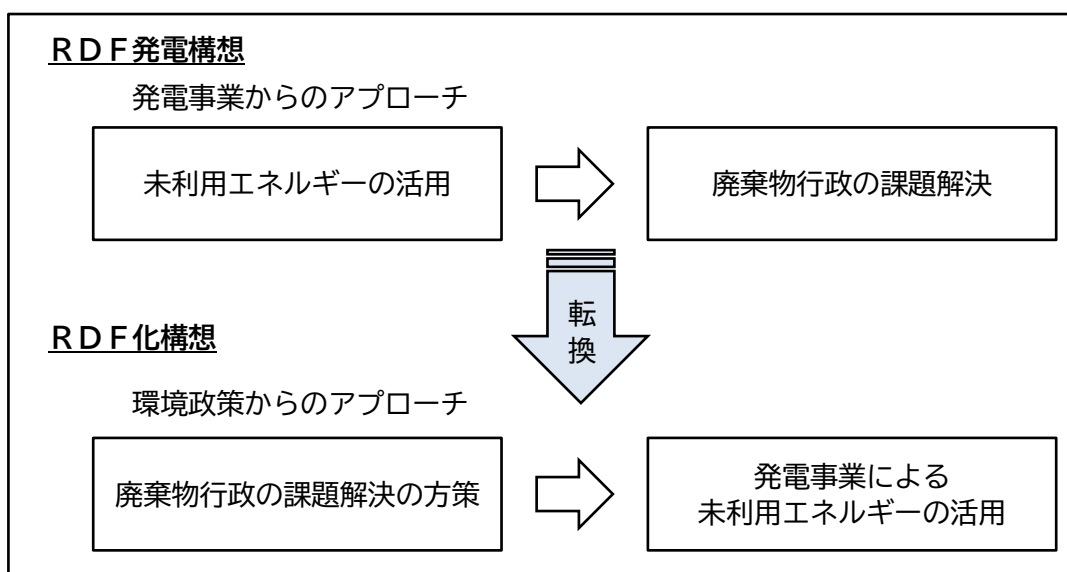 ＲＤＦ発電構想
発電事業からのアプローチ
未利用エネルギーの活用
廃棄物行政の課題解決
転
換
ＲＤＦ化構想
環境政策からのアプローチ
廃棄物行政の課題解決の方策
発電事業による
未利用エネルギーの活用